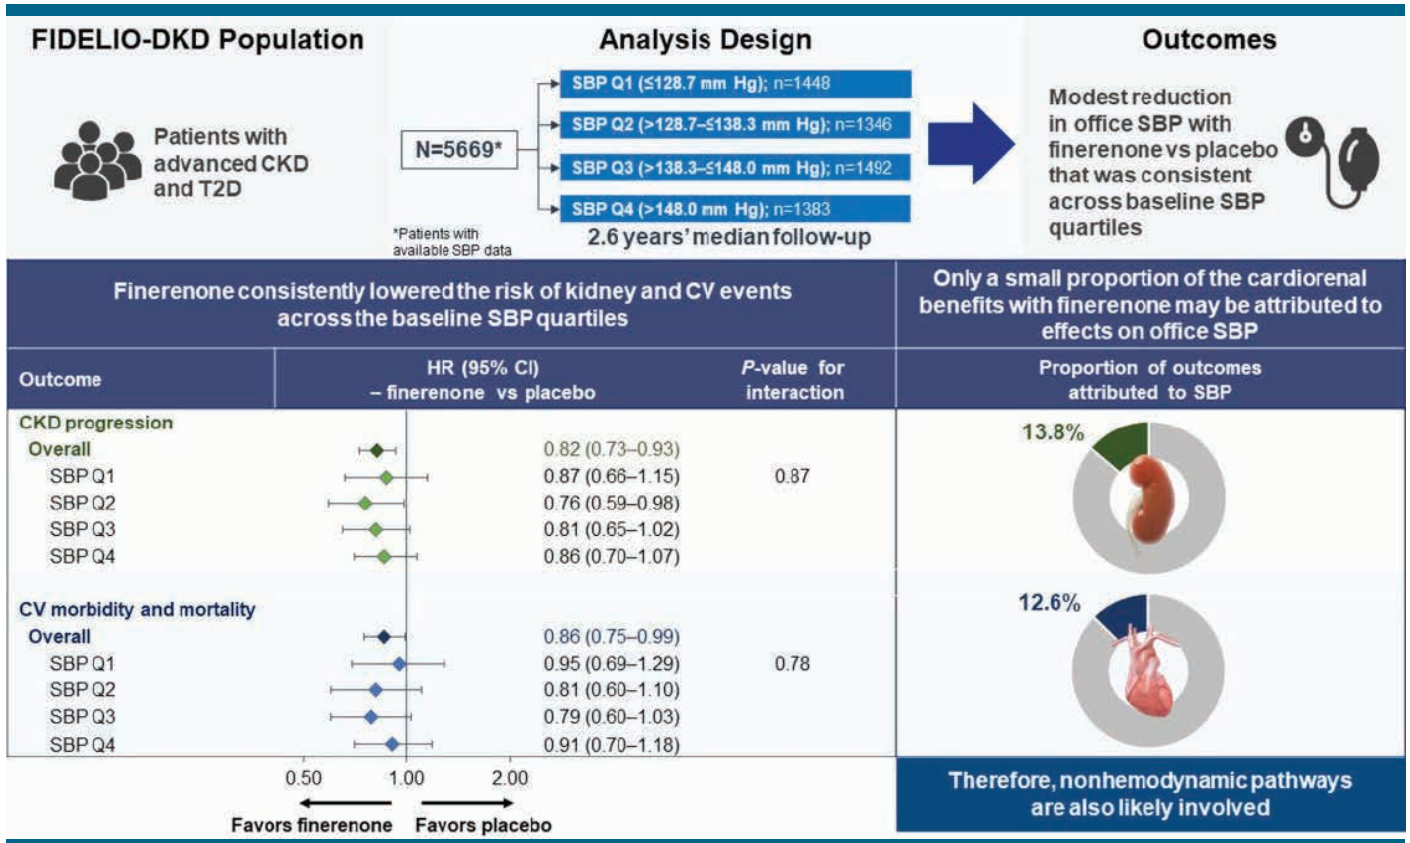 FIDELIO-DKD Population
Patients with
advanced CKD
and T2D
Analysis Design
N=5669*
*Patients with
available SBP data
SBP Q1 (≤128.7 mm Hg); n=1448
SBP Q2 (>128.7–≤138.3 mm Hg); n=1346
SBP Q3 (>138.3–≤148.0 mm Hg); n=1492
SBP Q4 (>148.0 mm Hg); n=1383
2.6 years' median follow-up
Outcomes
Modest reduction
in office SBP with
finerenone vs placebo
that was consistent
across baseline SBP
quartiles
Finerenone consistently lowered the risk of kidney and CV events
across the baseline SBP quartiles
Outcome
HR (95% CI)
– finerenone vs placebo
P-value for
interaction
CKD progression
Overall 0.82 (0.73–0.93)
SBP Q1 0.87 (0.66–1.15) 0.87
SBP Q2 0.76 (0.59–0.98)
SBP Q3 0.81 (0.65–1.02)
SBP Q4 0.86 (0.70–1.07)
CV morbidity and mortality
Overall 0.86 (0.75–0.99)
SBP Q1 0.95 (0.69–1.29) 0.78
SBP Q2 0.81 (0.60–1.10)
SBP Q3 0.79 (0.60–1.03)
SBP Q4 0.91 (0.70–1.18)
0.50 1.00 2.00
Favors finerenone Favors placebo
Only a small proportion of the cardiorenal
benefits with finerenone may be attributed to
effects on office SBP
Proportion of outcomes
attributed to SBP
13.8%
12.6%
Therefore, nonhemodynamic pathways
are also likely involved